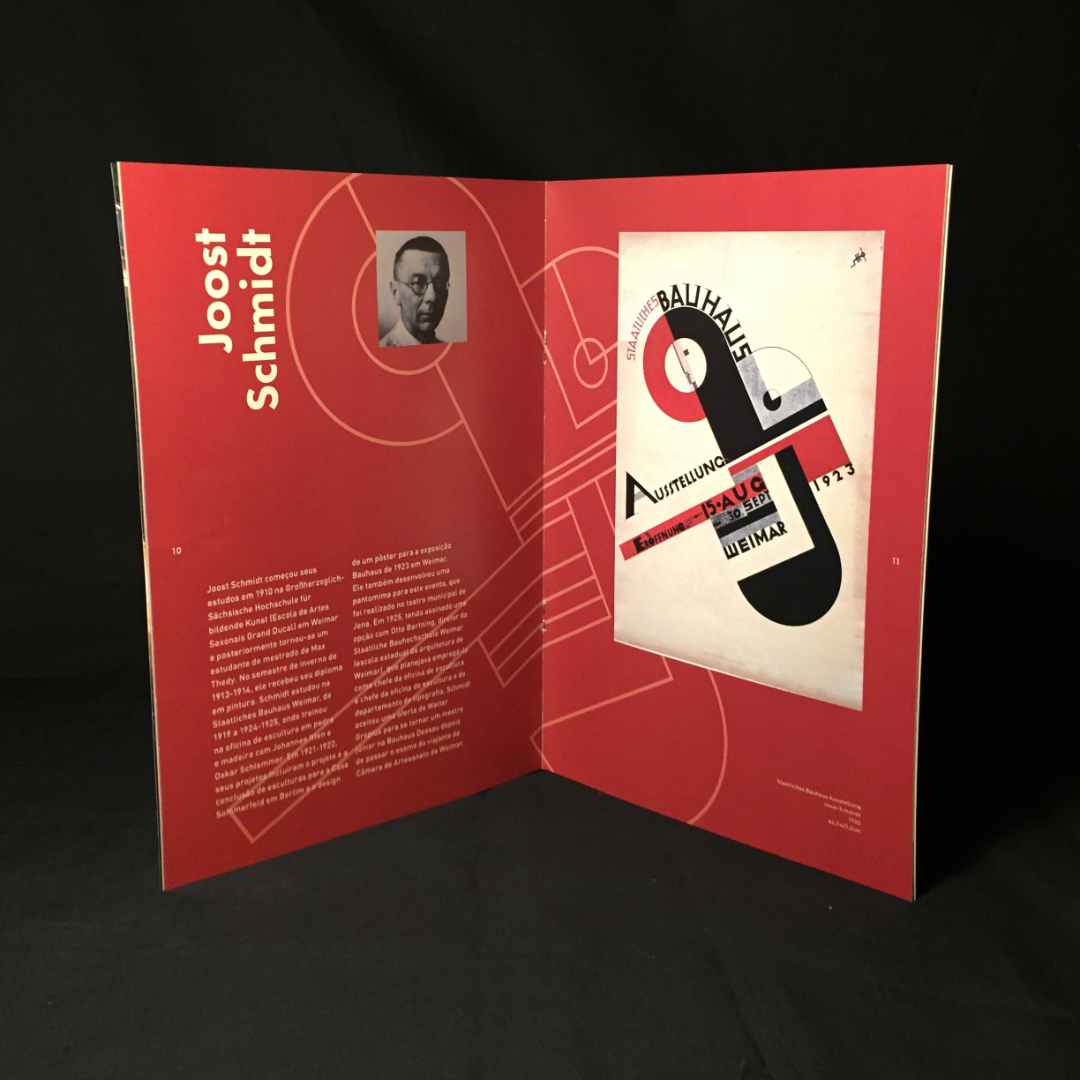 Joost
Schmidt
10
Joost Schmidt começou seus
estudos em 1910 na Großherzoglich-
Sächsische Hochschule für
bildende Kunst (Escola de Artes
Saxonais Grand Ducal) em Weimar
e posteriormente tornou-se um
estudante de mestrado de Max
Thedy. No semestre de inverno de
1913-1914, ele recebeu seu diploma
em pintura. Schmidt estudou na
Staatliches Bauhaus Weimar, de
1919 a 1924-1925, onde treinou
na oficina de escultura em pedra
e madeira com Johannes Itten e
Oskar Schlemmer. Em 1921-1922,
seus projetos incluíram o projeto e a
conclusão de esculturas para a Casa
Sommerfeld em Berlim e o design
de um pôster para a exposição
Bauhaus de 1923 em Weimar.
Ele também desenvolveu uma
pantomima para este evento, que
foi realizado no teatro municipal de
Jena. Em 1925, tendo assinado uma
opção com Otto Bartning, diretor da
Staatliche Bauhochschule Weimar
(escola estadual de arquitetura de
Weimar), que planejava empregá-lo
como chefe da oficina de escultura
e chefe da oficina de escultura e do
departamento de tipografia, Schmidt
aceitou uma oferta de Walter
Gropius para se tornar um mestre
júnior na Bauhaus Dessau depois
de passar o exame do viajante da
Câmara de Artesanato de Weimar.
STAATLICHES
BAUHAUS
AUSSTELLUNG
1923
ERÖFFNUNG
15·AUG
30. SEPT
WEIMAR
11
Staatliches Bauhaus Ausstellung
Joost Schmidt